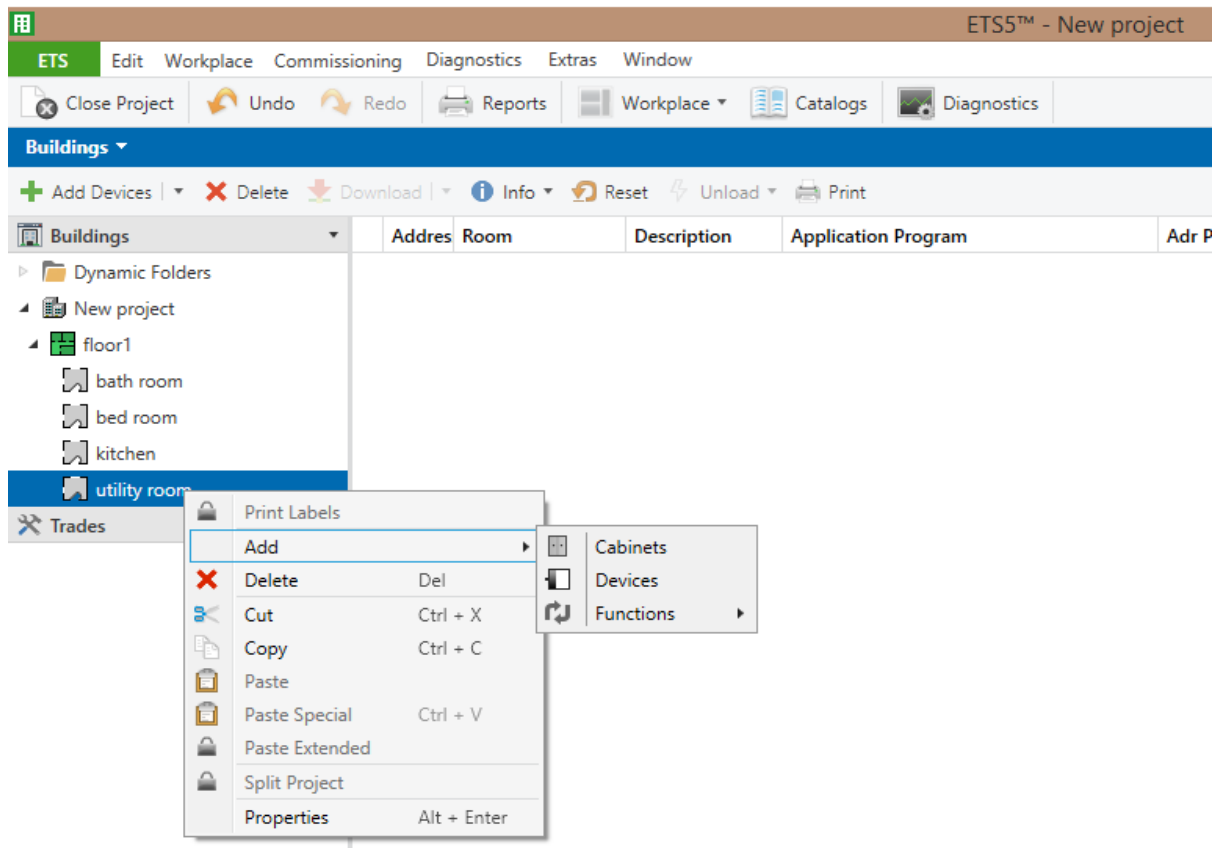 ETS5™ - New project
ETS Edit Workplace Commissioning Diagnostics Extras Window
Close Project Undo Redo Reports Workplace Catalogs Diagnostics
Buildings
Add Devices Delete Download Info Reset Unload Print
Buildings Addres Room Description Application Program Adr P
Dynamic Folders
New project
floor1
bath room
bed room
kitchen
utility room
Trades
Print Labels
Add
Delete Del
Cut Ctrl + X
Copy Ctrl + C
Paste
Paste Special Ctrl + V
Paste Extended
Split Project
Properties Alt + Enter
Cabinets
Devices
Functions